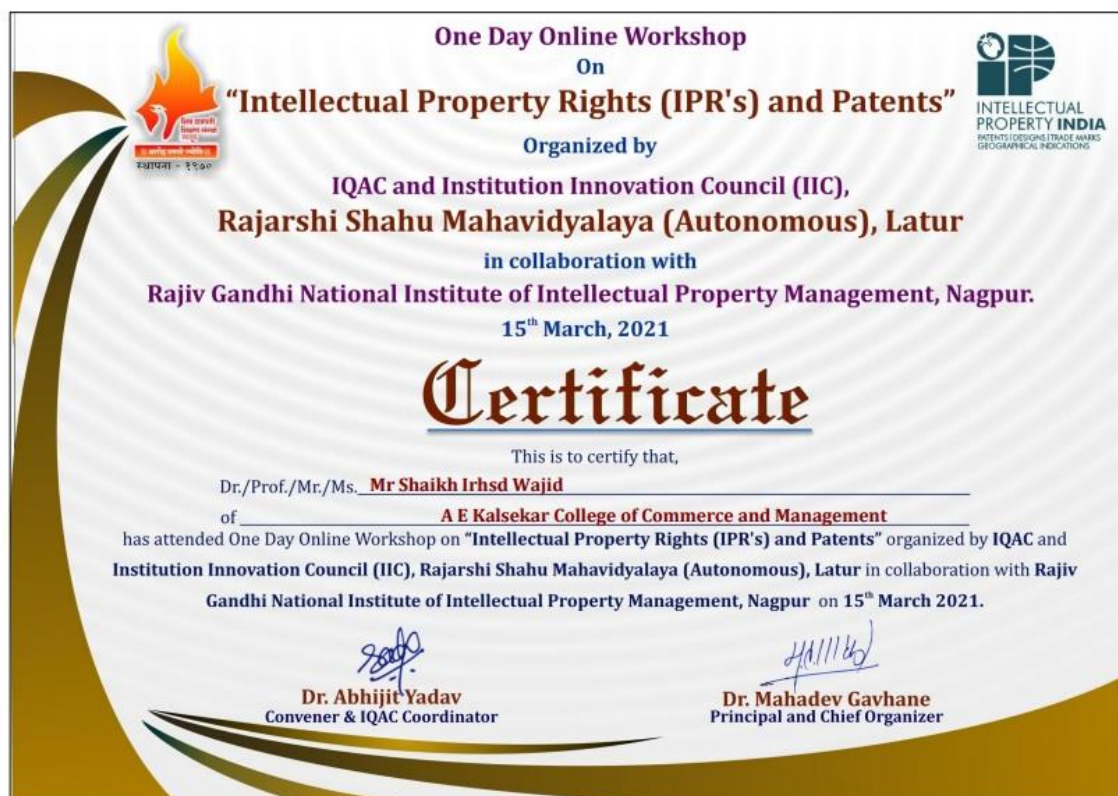 One Day Online Workshop
On
“Intellectual Property Rights (IPR's) and Patents”
Organized by
IQAC and Institution Innovation Council (IIC),
Rajarshi Shahu Mahavidyalaya (Autonomous), Latur
in collaboration with
Rajiv Gandhi National Institute of Intellectual Property Management, Nagpur.
15th March, 2021
स्थापना - १९७०
INTELLECTUAL
PROPERTY INDIA
PATENTS | DESIGNS | TRADE MARKS
GEOGRAPHICAL INDICATIONS
Certificate
This is to certify that,
Dr./Prof./Mr./Ms. Mr Shaikh Irhsd Wajid
of A E Kalsekar College of Commerce and Management
has attended One Day Online Workshop on “Intellectual Property Rights (IPR's) and Patents” organized by IQAC and
Institution Innovation Council (IIC), Rajarshi Shahu Mahavidyalaya (Autonomous), Latur in collaboration with Rajiv
Gandhi National Institute of Intellectual Property Management, Nagpur on 15th March 2021.
Dr. Abhijit Yadav
Convener & IQAC Coordinator
Dr. Mahadev Gavhane
Principal and Chief Organizer